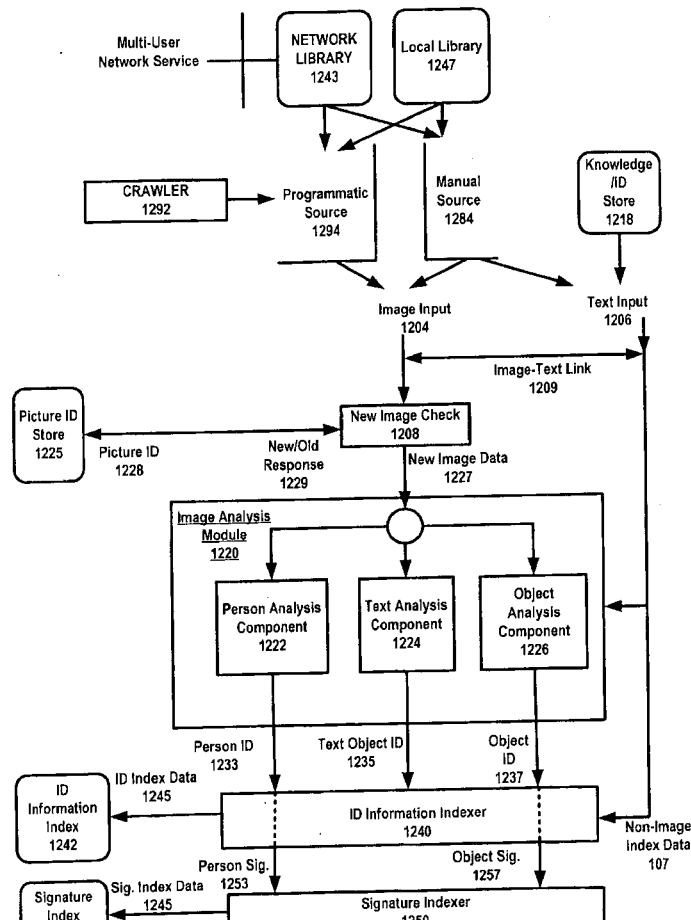 Multi-User
Network Service
NETWORK
LIBRARY
1243
Local Library
1247
CRAWLER
1292
Programmatic
Source
1294
Manual
Source
1284
Knowledge
/ID
Store
1218
Image Input
1204
Text Input
1206
Image-Text Link
1209
Picture ID
Store
1225
Picture ID
1228
New Image Check
1208
New/Old
Response
1229
New Image Data
1227
Image Analysis
Module
1220
Person Analysis
Component
1222
Text Analysis
Component
1224
Object
Analysis
Component
1226
Person ID
1233
Text Object ID
1235
Object
ID
1237
ID
Information
Index
1242
ID Index Data
1245
ID Information Indexer
1240
Non-Image
Index Data
107
Person Sig.
1253
Object Sig.
1257
Signature
Index
Sig. Index Data
1245
Signature Indexer